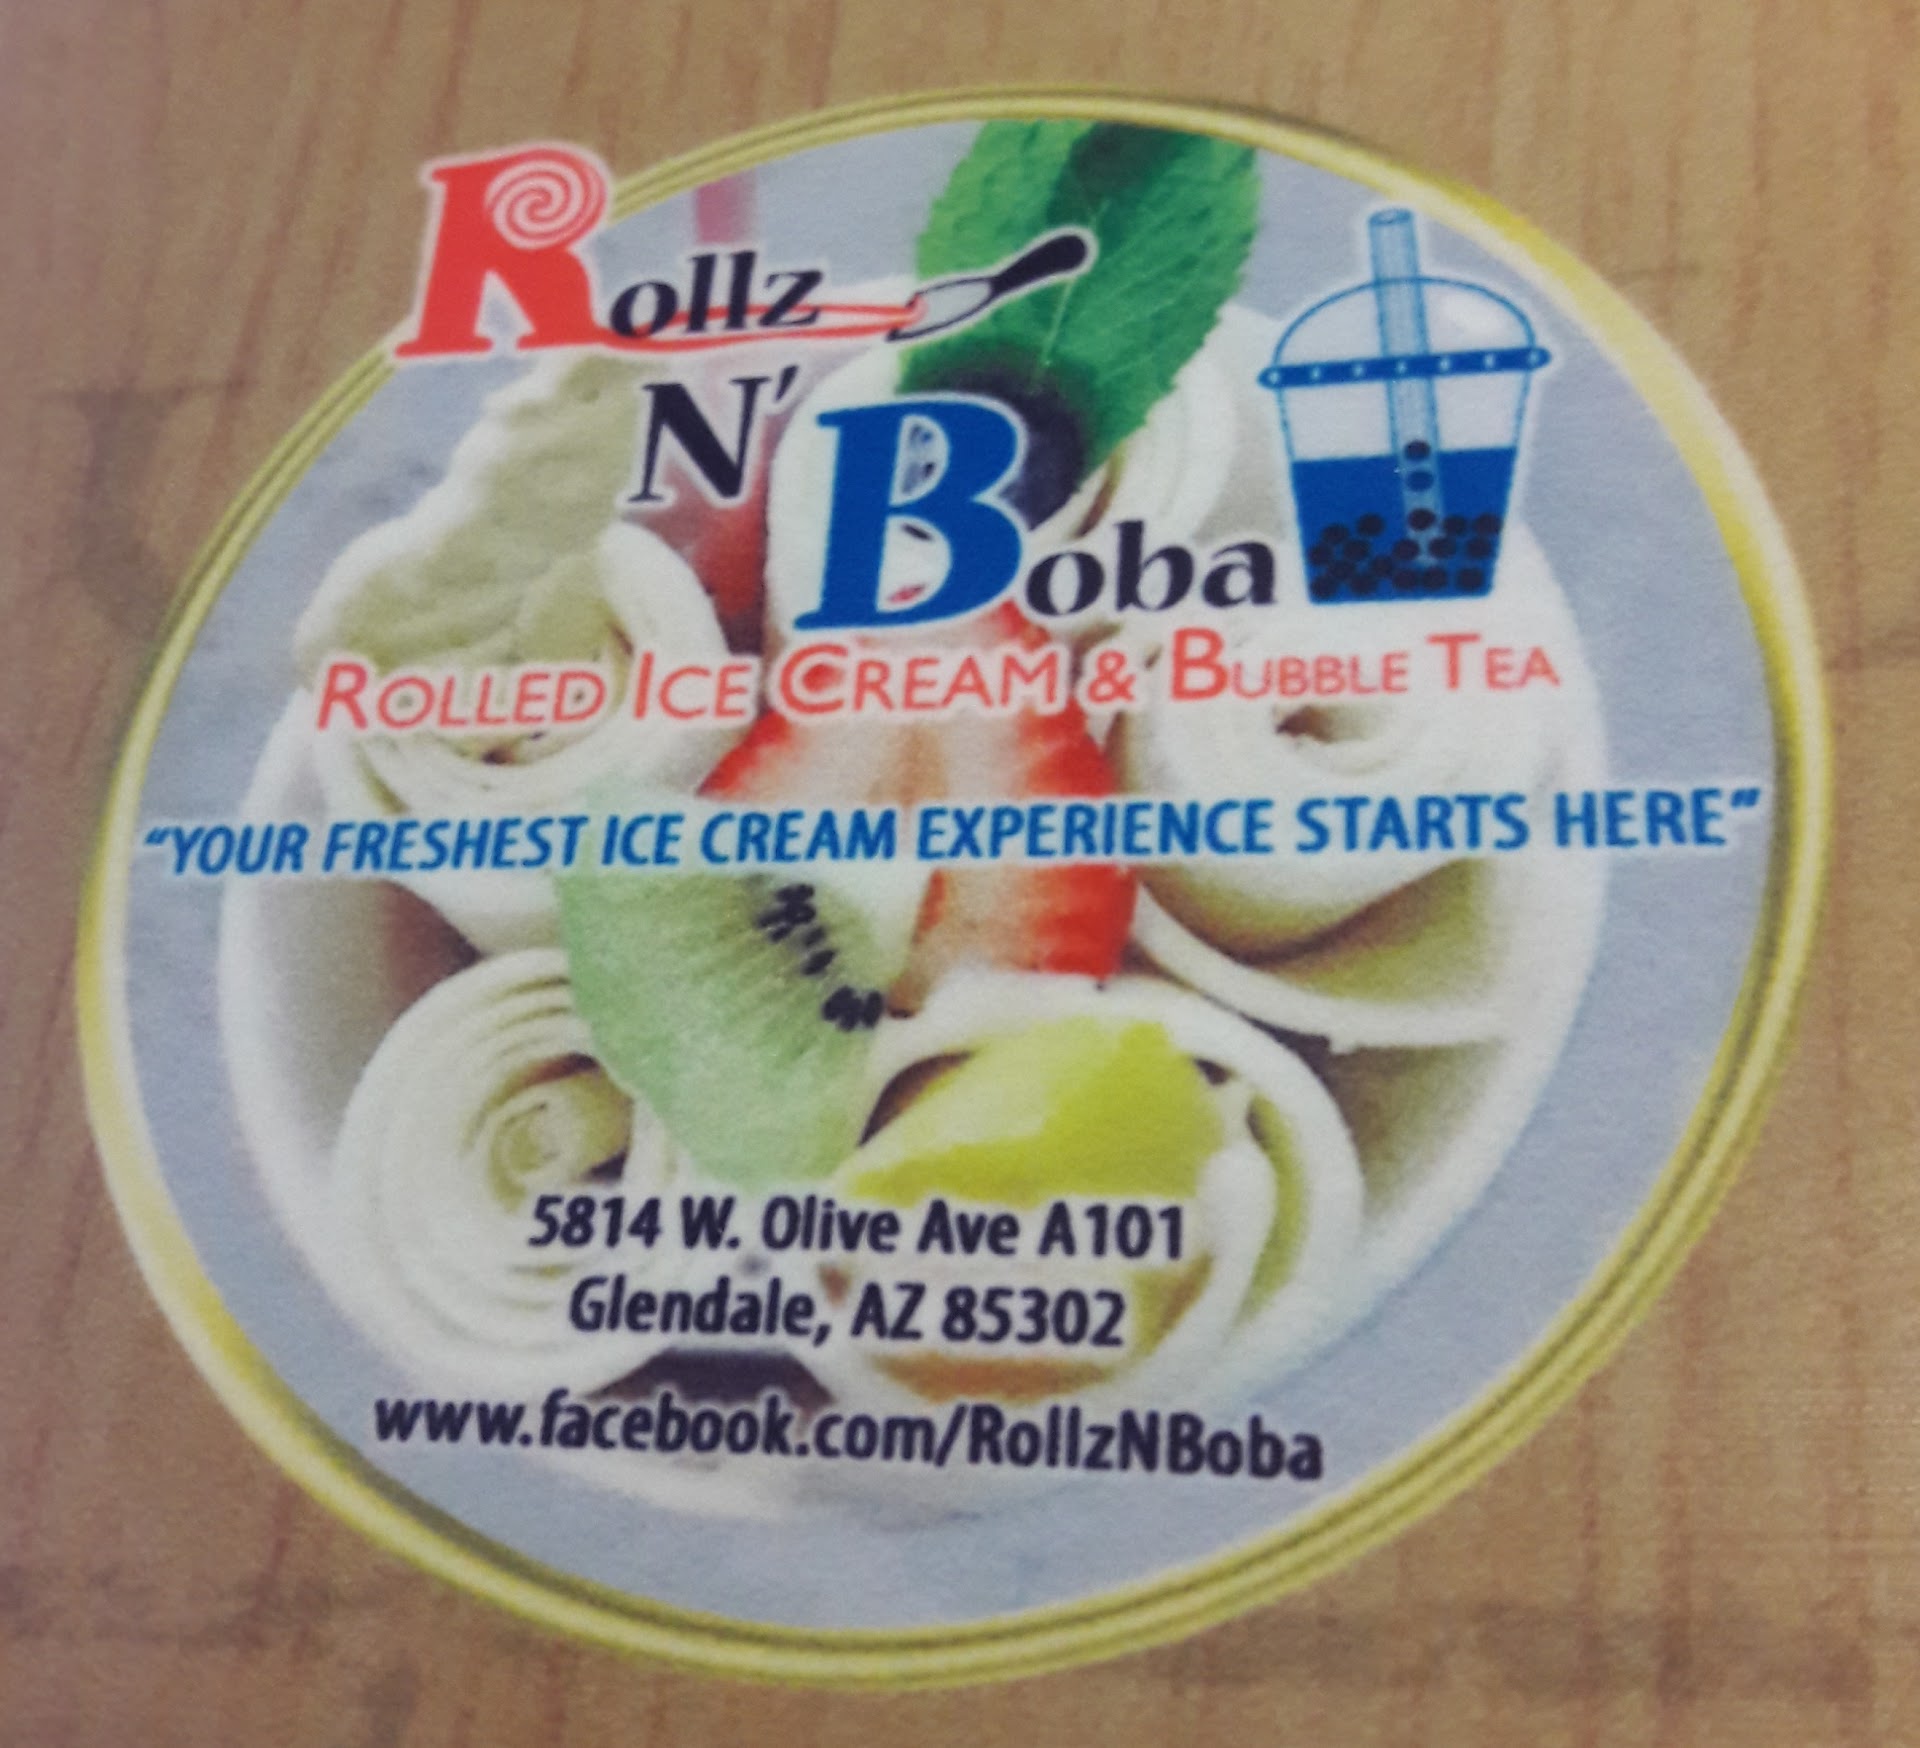 Rollz
N'
Boba
ROLLED ICE CREAM & BUBBLE TEA
"YOUR FRESHEST ICE CREAM EXPERIENCE STARTS HERE"
5814 W. Olive Ave A101
Glendale, AZ 85302
www.facebook.com/RollzNBoba